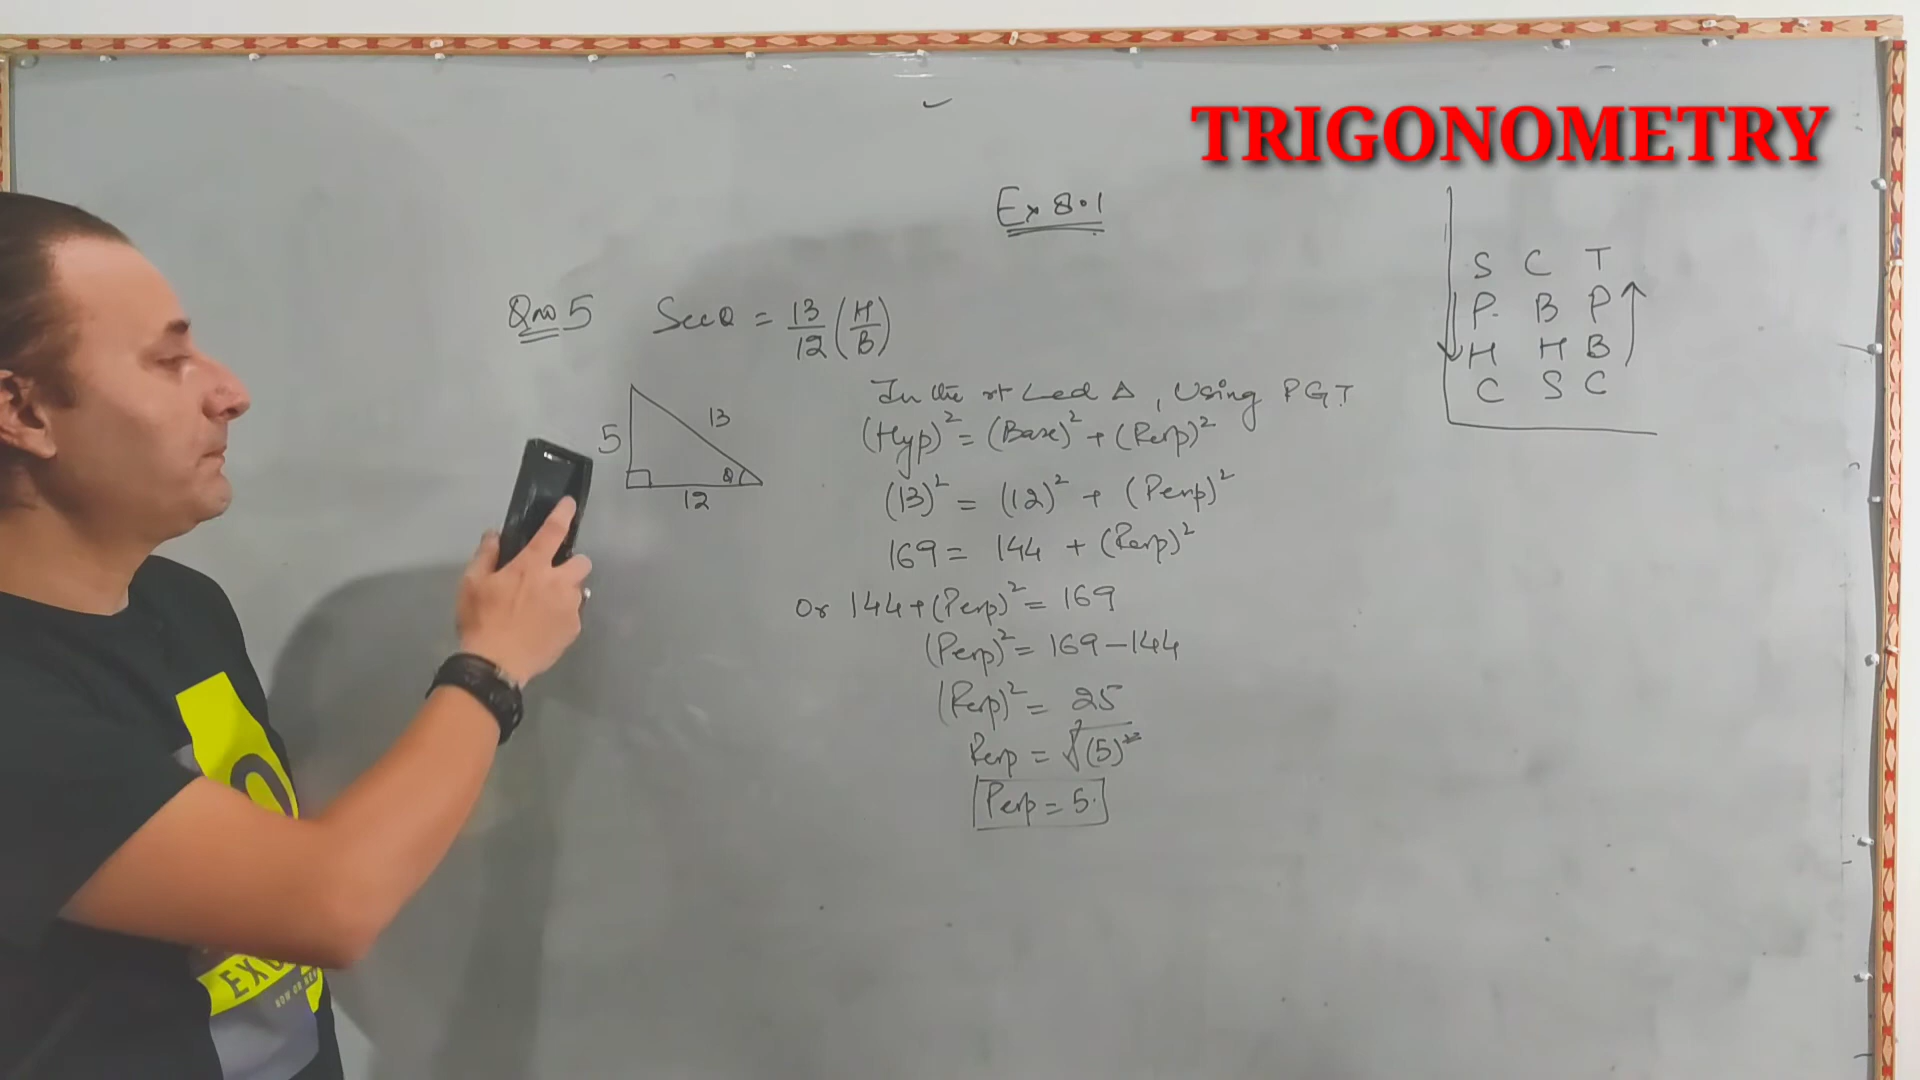 TRIGONOMETRY
Ex 8.1
S C T
P B P
H H B
C S C
Qno 5 Secθ = 13/12 (H/B)
5
13
θ
12
In the rt Led Δ, Using PGT
(Hyp)² = (Base)² + (Perp)²
(13)² = (12)² + (Perp)²
169 = 144 + (Perp)²
Or 144 + (Perp)² = 169
(Perp)² = 169 - 144
(Perp)² = 25
Perp = √(5)²
Perp = 5.